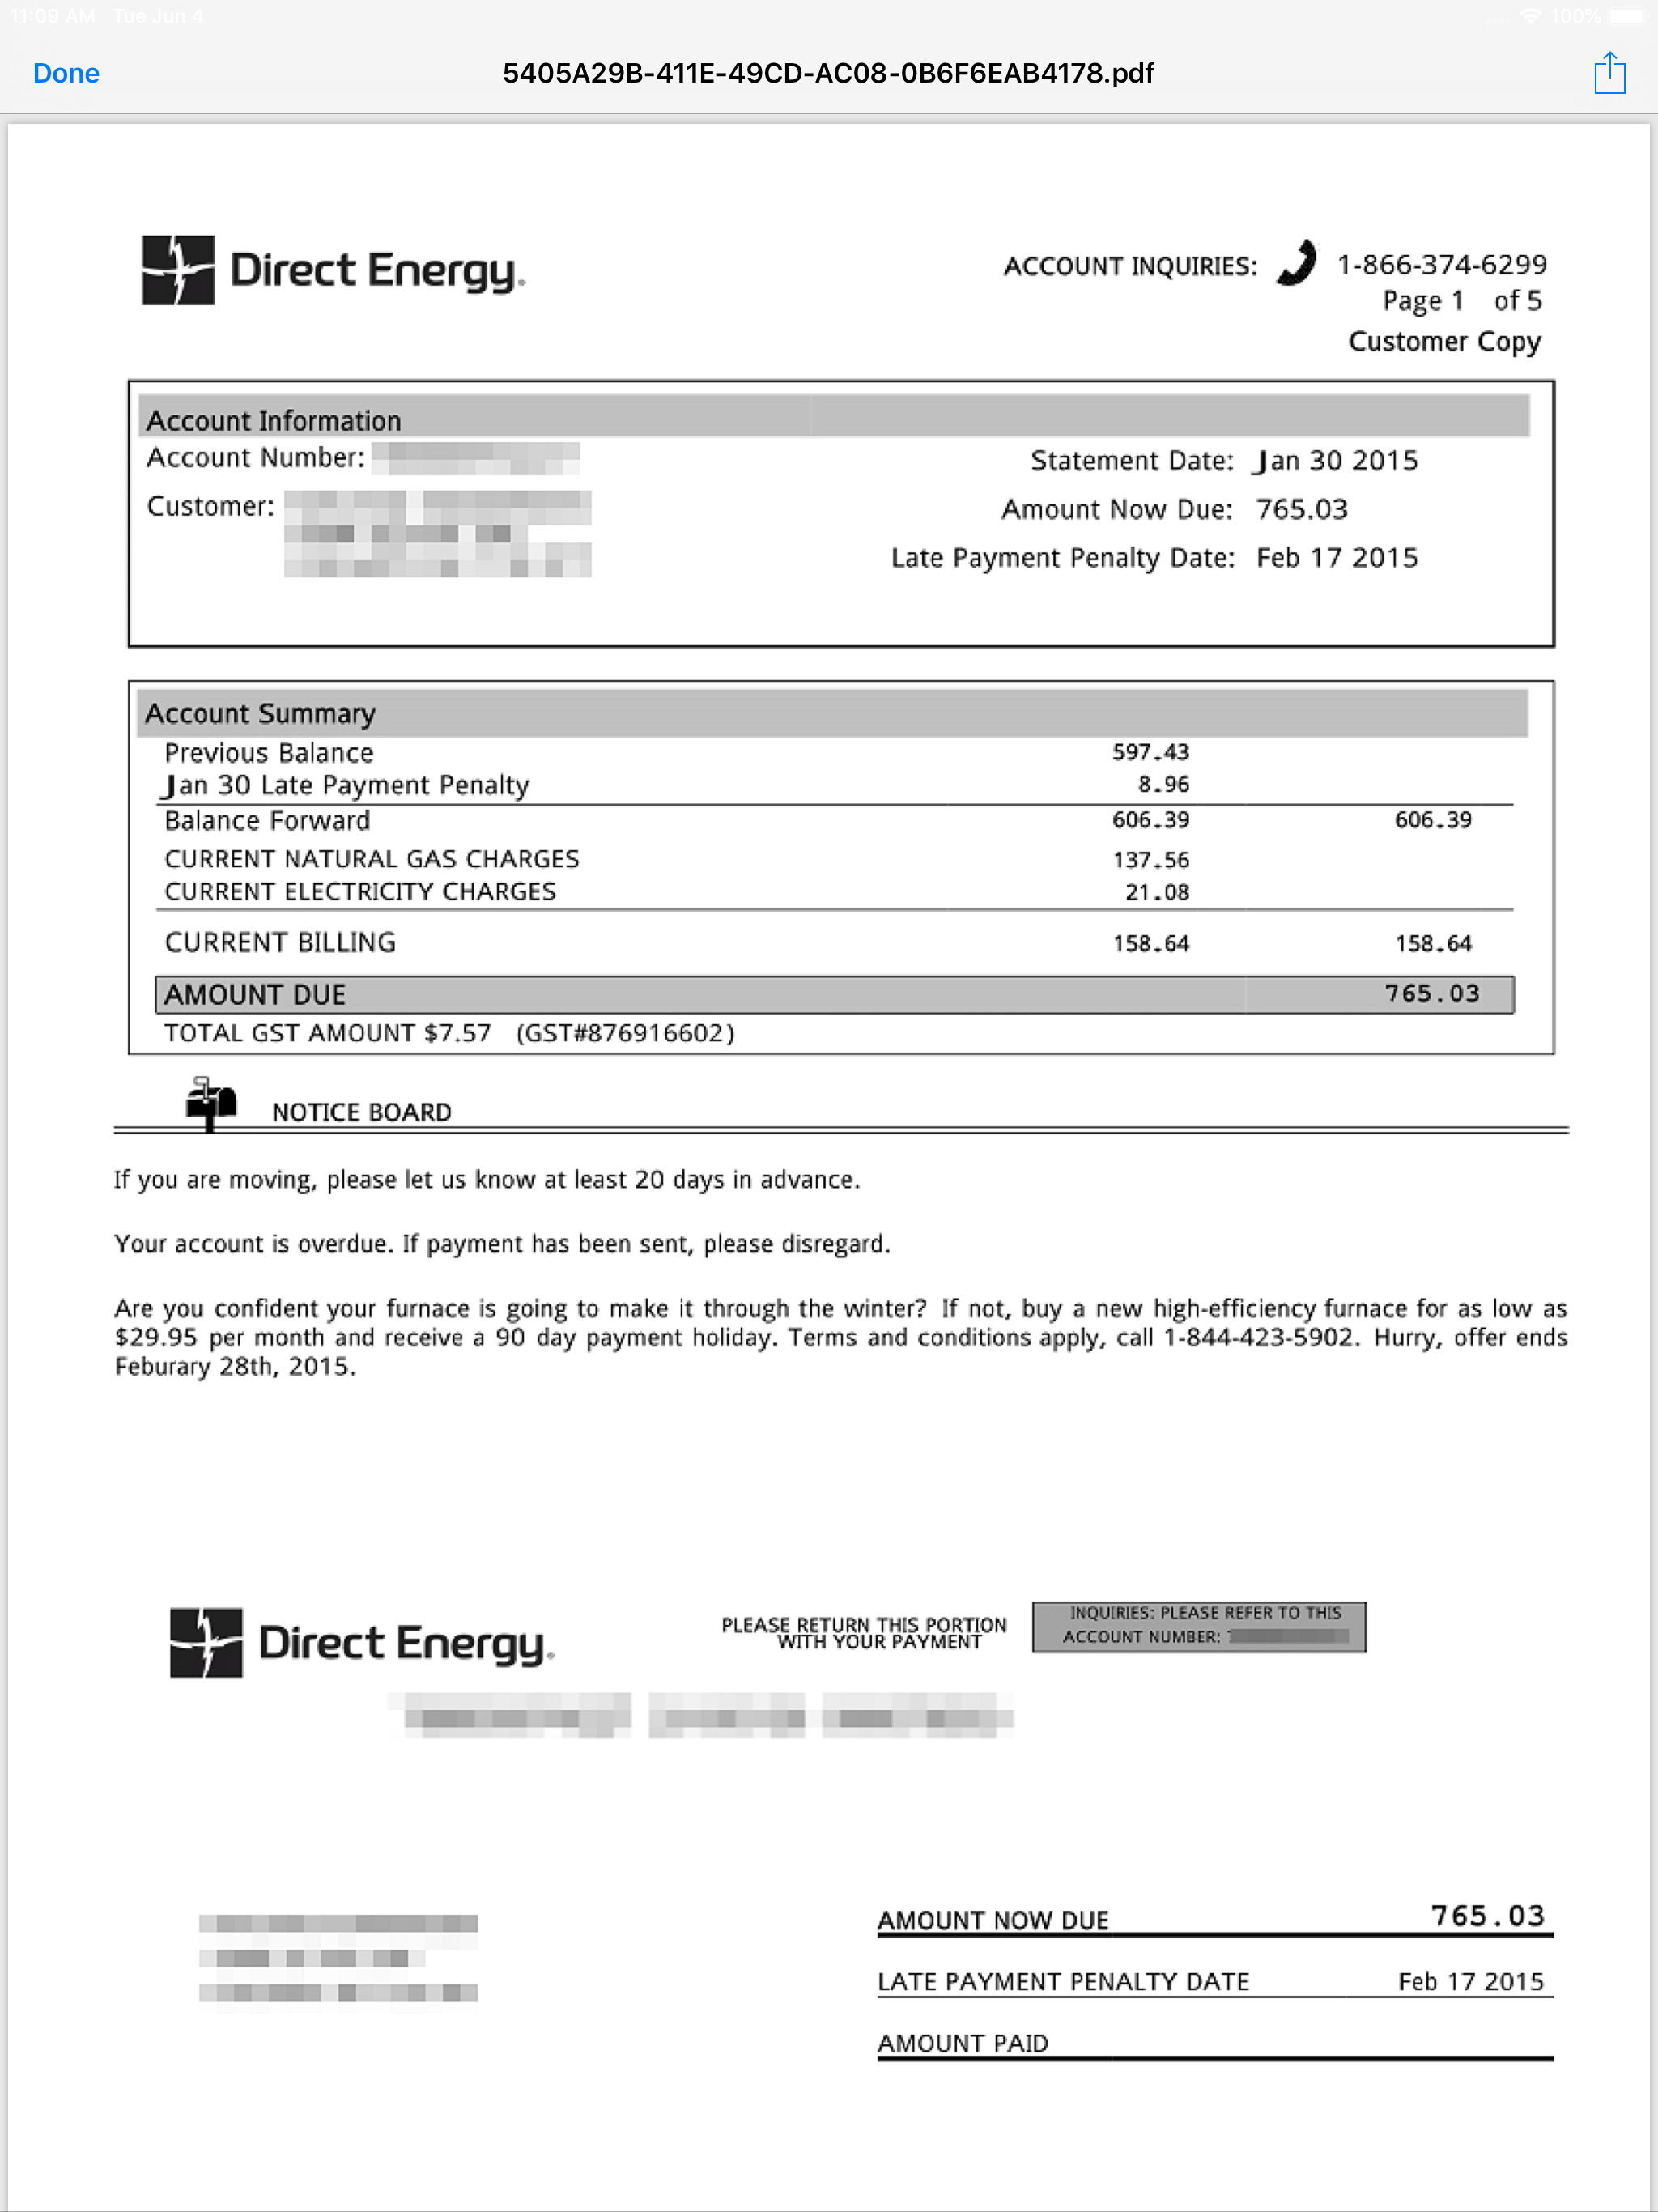 11:09 AM Tue Jun 4 100%
Done 5405A29B-411E-49CD-AC08-0B6F6EAB4178.pdf
Direct Energy®
ACCOUNT INQUIRIES: 1-866-374-6299
Page 1 of 5
Customer Copy
Account Information
Account Number:
Customer:
Statement Date: Jan 30 2015
Amount Now Due: 765.03
Late Payment Penalty Date: Feb 17 2015
Account Summary
Previous Balance 597.43
Jan 30 Late Payment Penalty 8.96
Balance Forward 606.39 606.39
CURRENT NATURAL GAS CHARGES 137.56
CURRENT ELECTRICITY CHARGES 21.08
CURRENT BILLING 158.64 158.64
AMOUNT DUE 765.03
TOTAL GST AMOUNT $7.57 (GST#876916602)
NOTICE BOARD
If you are moving, please let us know at least 20 days in advance.
Your account is overdue. If payment has been sent, please disregard.
Are you confident your furnace is going to make it through the winter? If not, buy a new high-efficiency furnace for as low as
$29.95 per month and receive a 90 day payment holiday. Terms and conditions apply, call 1-844-423-5902. Hurry, offer ends
Feburary 28th, 2015.
Direct Energy®
PLEASE RETURN THIS PORTION
WITH YOUR PAYMENT
INQUIRIES: PLEASE REFER TO THIS
ACCOUNT NUMBER:
AMOUNT NOW DUE 765.03
LATE PAYMENT PENALTY DATE Feb 17 2015
AMOUNT PAID